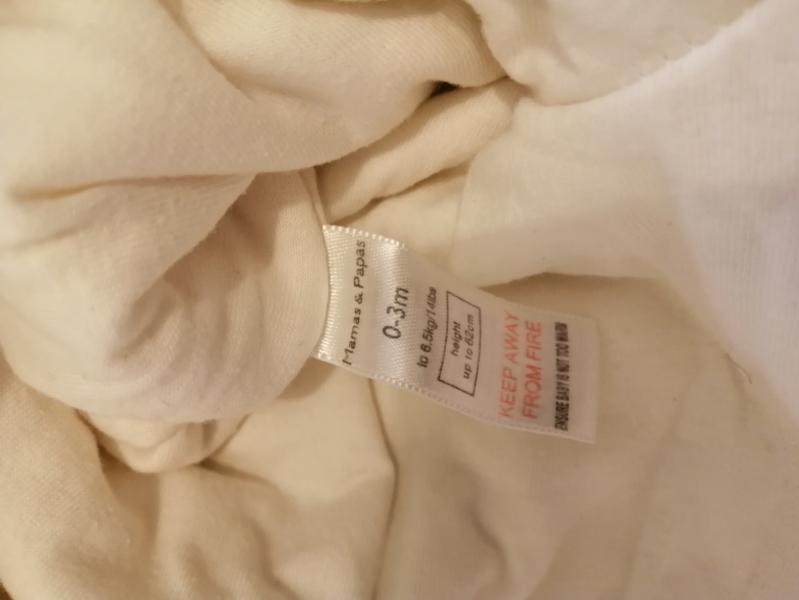 Mamas & Papas
0-3m
to 6.5kg/14lbs
height
up to 62cm
KEEP AWAY
FROM FIRE
ENSURE BABY IS NOT TOO WARM